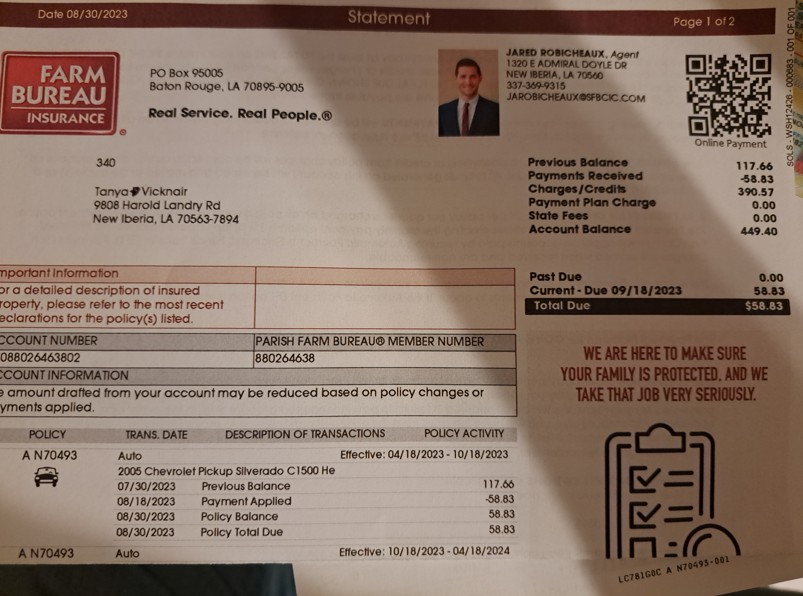 Date 08/30/2023 Statement Page 1 of 2
FARM
BUREAU
INSURANCE
PO Box 95005
Baton Rouge, LA 70895-9005
Real Service. Real People.®
JARED ROBICHEAUX, Agent
1320 E ADMIRAL DOYLE DR
NEW IBERIA, LA 70560
337-369-9315
JAROBICHEAUX@SFBCIC.COM
Online Payment
340
Tanya Vicknair
9808 Harold Landry Rd
New Iberia, LA 70563-7894
Previous Balance 117.66
Payments Received -58.83
Charges/Credits 390.57
Payment Plan Charge 0.00
State Fees 0.00
Account Balance 449.40
Past Due 0.00
Current - Due 09/18/2023 58.83
Total Due $58.83
mportant Information
or a detailed description of insured
roperty, please refer to the most recent
eclarations for the policy(s) listed.
CCOUNT NUMBER PARISH FARM BUREAU® MEMBER NUMBER
088026463802 880264638
CCOUNT INFORMATION
e amount drafted from your account may be reduced based on policy changes or
yments applied.
WE ARE HERE TO MAKE SURE
YOUR FAMILY IS PROTECTED, AND WE
TAKE THAT JOB VERY SERIOUSLY.
POLICY TRANS. DATE DESCRIPTION OF TRANSACTIONS POLICY ACTIVITY
A N70493 Auto Effective: 04/18/2023 - 10/18/2023
2005 Chevrolet Pickup Silverado C1500 He
07/30/2023 Previous Balance 117.66
08/18/2023 Payment Applied -58.83
08/30/2023 Policy Balance 58.83
08/30/2023 Policy Total Due 58.83
A N70493 Auto Effective: 10/18/2023 - 04/18/2024
LC7B1G0C A N70493-001
SOLS - WSH12426 - 000683 - 001 OF 001